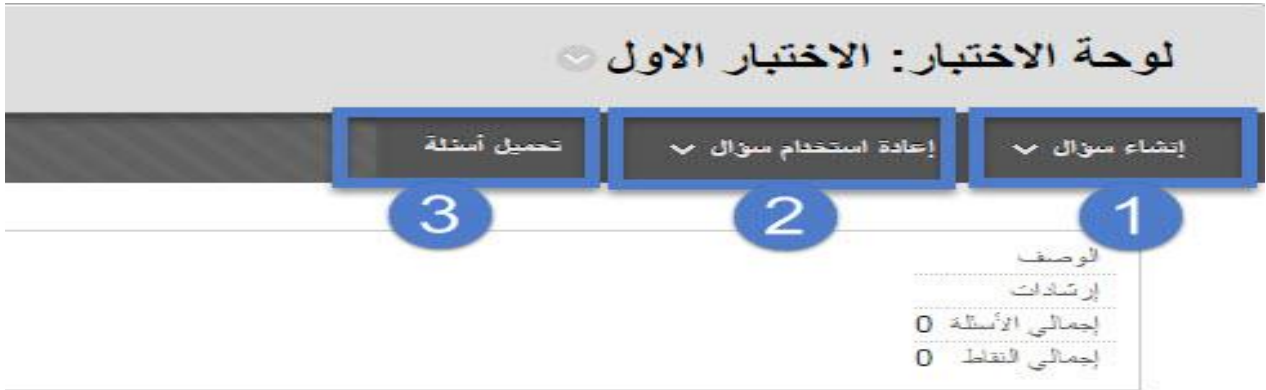 لوحة الاختبار: الاختبار الاول
إنشاء سؤال إعادة استخدام سؤال تحميل أسئلة
1 2 3
الوصف
إرشادات
إجمالي الأسئلة 0
إجمالي النقاط 0